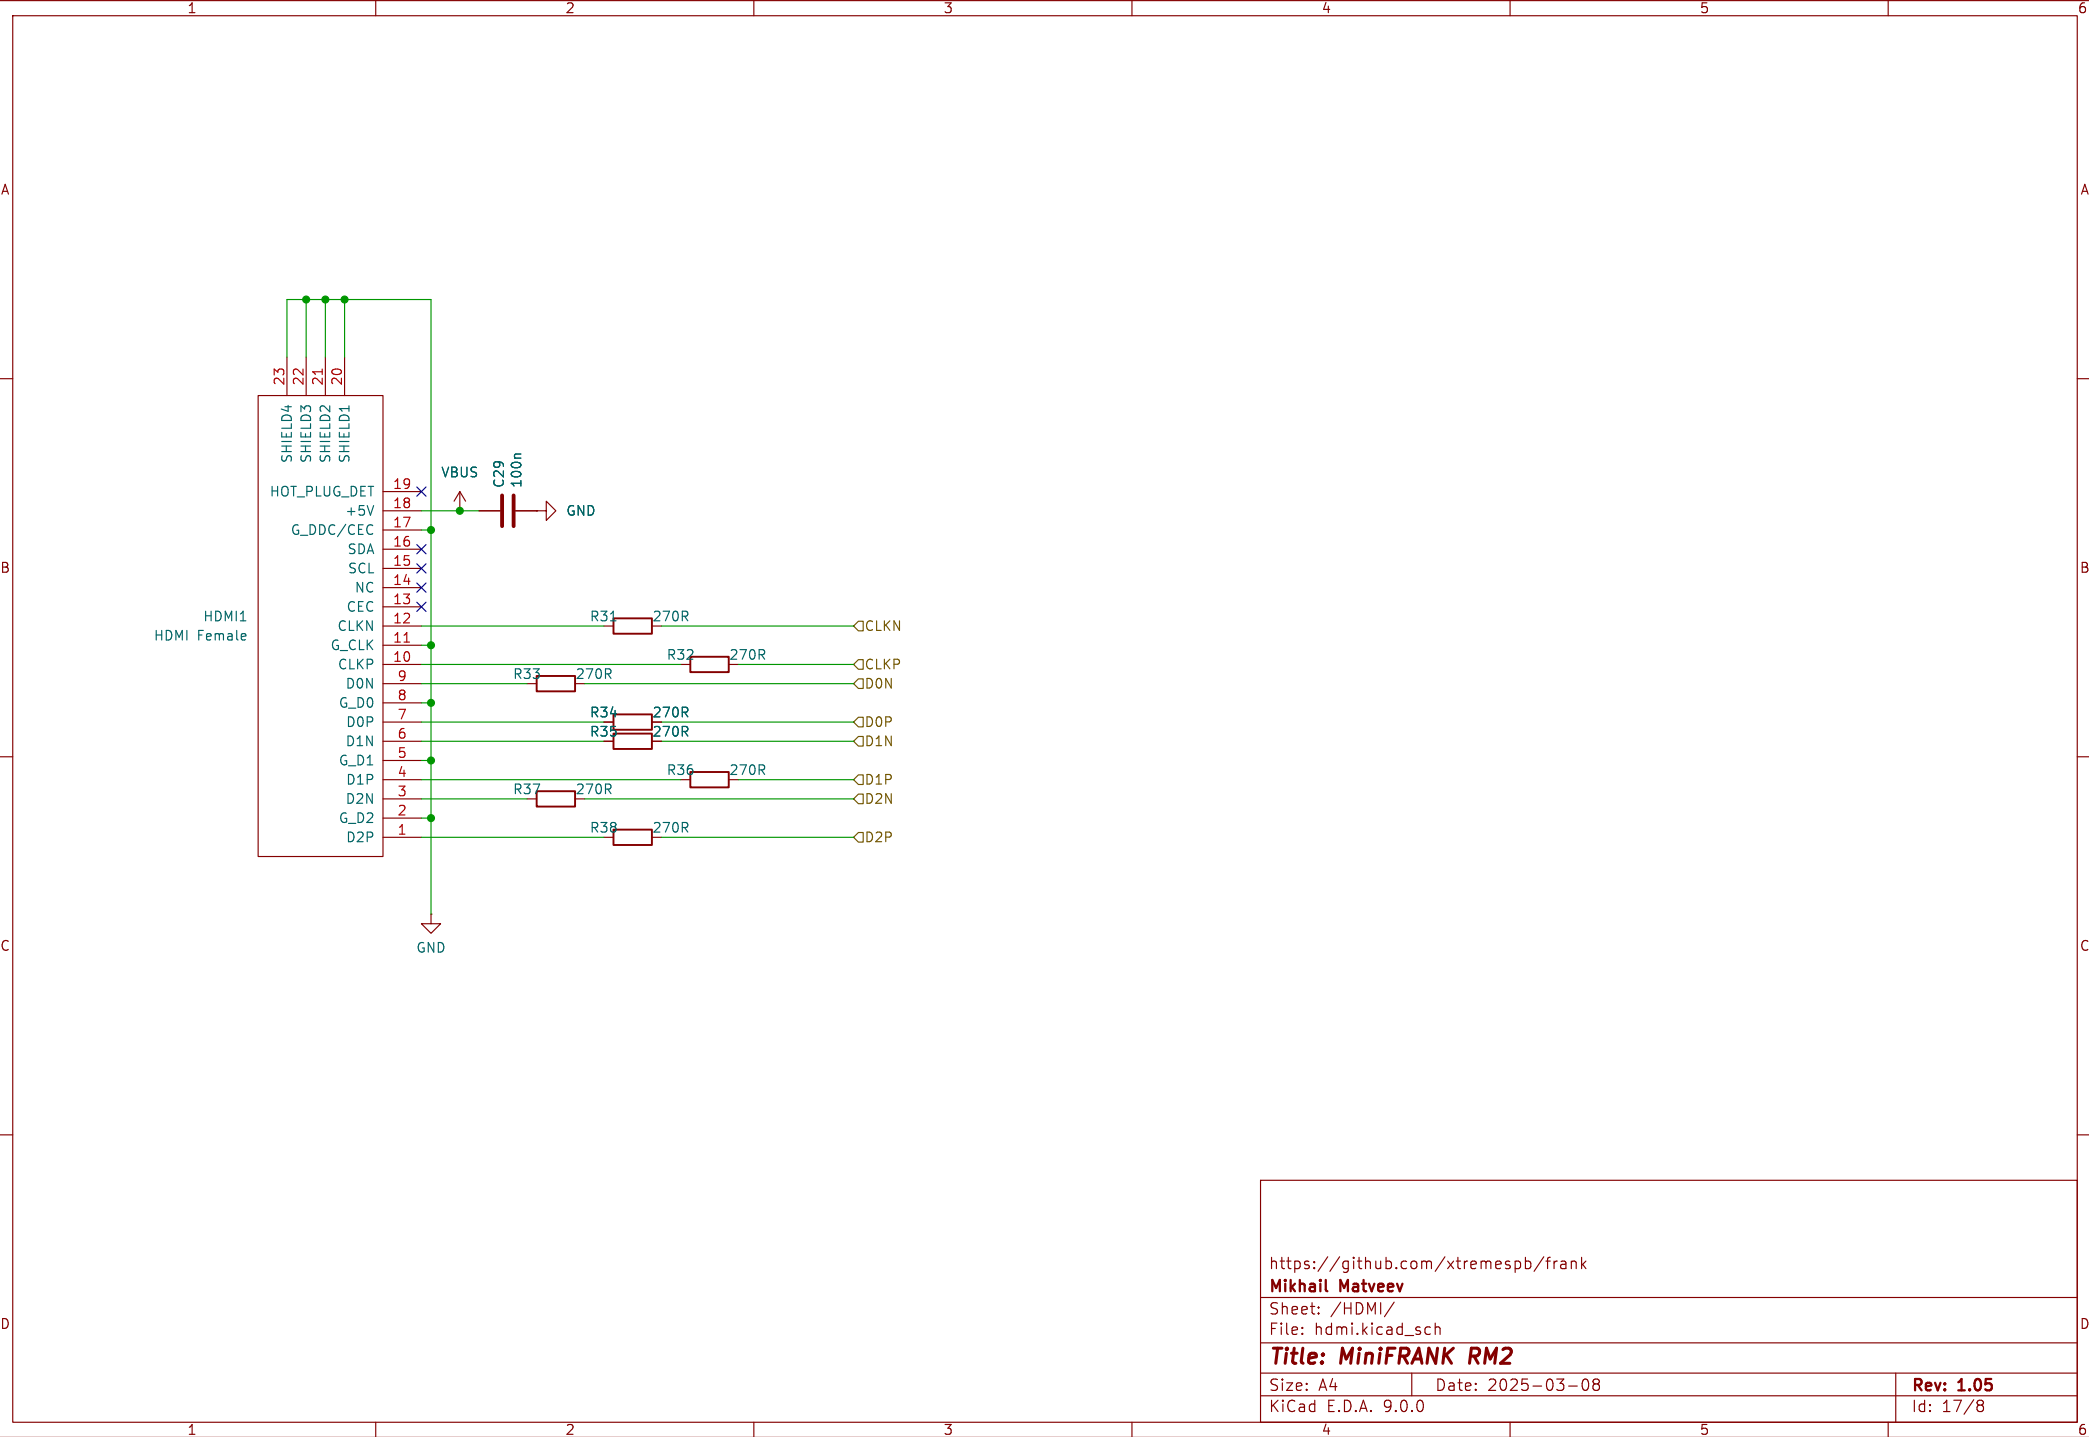 1 2 3 4 5 6
A A
B B
C C
D D
23 22 21 20
SHIELD4 SHIELD3 SHIELD2 SHIELD1
HDMI1
HDMI Female
HOT_PLUG_DET 19
+5V 18
G_DDC/CEC 17
SDA 16
SCL 15
NC 14
CEC 13
CLKN 12
G_CLK 11
CLKP 10
D0N 9
G_D0 8
D0P 7
D1N 6
G_D1 5
D1P 4
D2N 3
G_D2 2
D2P 1
VBUS
C29
100n
GND
R31 270R CLKN
R32 270R CLKP
R33 270R D0N
R34 270R D0P
R35 270R D1N
R36 270R D1P
R37 270R D2N
R38 270R D2P
GND
https://github.com/xtremespb/frank
Mikhail Matveev
Sheet: /HDMI/
File: hdmi.kicad_sch
Title: MiniFRANK RM2
Size: A4 Date: 2025-03-08 Rev: 1.05
KiCad E.D.A. 9.0.0 Id: 17/8
1 2 3 4 5 6